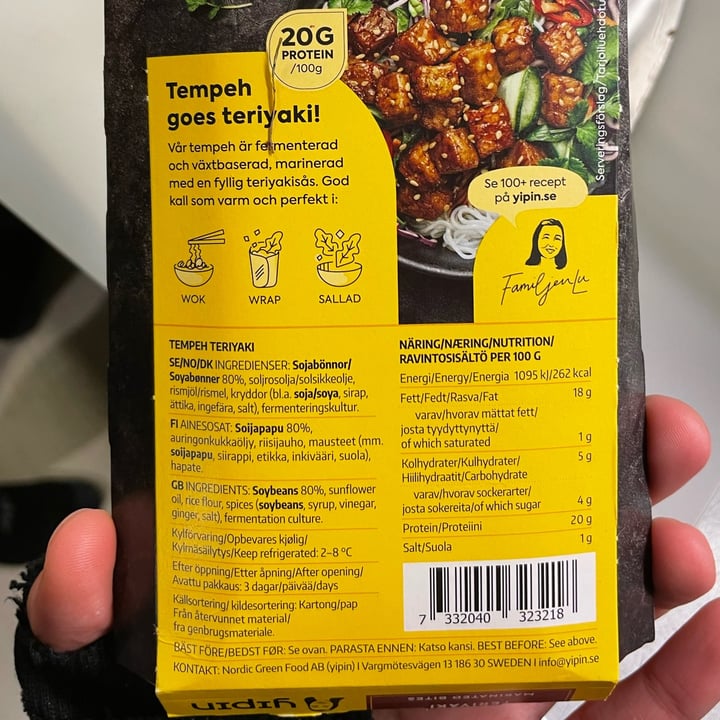 20G
PROTEIN
/100g
Tempeh
goes teriyaki!
Vår tempeh är fermenterad
och växtbaserad, marinerad
med en fyllig teriyakisås. God
kall som varm och perfekt i:
WOK
WRAP
SALLAD
Serveringsförslag/Tarjoiluehdotu
Se 100+ recept
på yipin.se
Familjen Lu
TEMPEH TERIYAKI
SE/NO/DK INGREDIENSER: Sojabönnor/
Soyabønner 80%, soljrosolja/solsikkeolje,
rismjöl/rismel, kryddor (bl.a. soja/soya, sirap,
ättika, ingefära, salt), fermenteringskultur.
FI AINESOSAT: Soijapapu 80%,
auringonkukkaöljy, riisijauho, mausteet (mm.
soijapapu, siirappi, etikka, inkivääri, suola),
hapate.
GB INGREDIENTS: Soybeans 80%, sunflower
oil, rice flour, spices (soybeans, syrup, vinegar,
ginger, salt), fermentation culture.
Kylförvaring/Opbevares kjølig/
Kylmäsäilytys/Keep refrigerated: 2–8 °C
Efter öppning/Etter åpning/After opening/
Avattu pakkaus: 3 dagar/päivää/days
Källsortering/ kildesortering: Kartong/pap
Från återvunnet material/
fra genbrugsmateriale.
NÄRING/NÆRING/NUTRITION/
RAVINTOSISÄLTÖ PER 100 G
Energi/Energy/Energia 1095 kJ/262 kcal
Fett/Fedt/Rasva/Fat 18 g
varav/hvorav mättat fett/
josta tyydyttynyttä/
of which saturated 1 g
Kolhydrater/Kulhydrater/ 5 g
Hiilihydraatit/Carbohydrate
varav/hvorav sockerarter/
josta sokereita/of which sugar 4 g
Protein/Proteiini 20 g
Salt/Suola 1 g
7 332040 323218
BÄST FÖRE/BEDST FØR: Se ovan. PARASTA ENNEN: Katso kansi. BEST BEFORE: See above.
KONTAKT: Nordic Green Food AB (yipin) I Vargmötesvägen 13 186 30 SWEDEN I info@yipin.se
yipin
TERIYAKI
MARINATED BITES